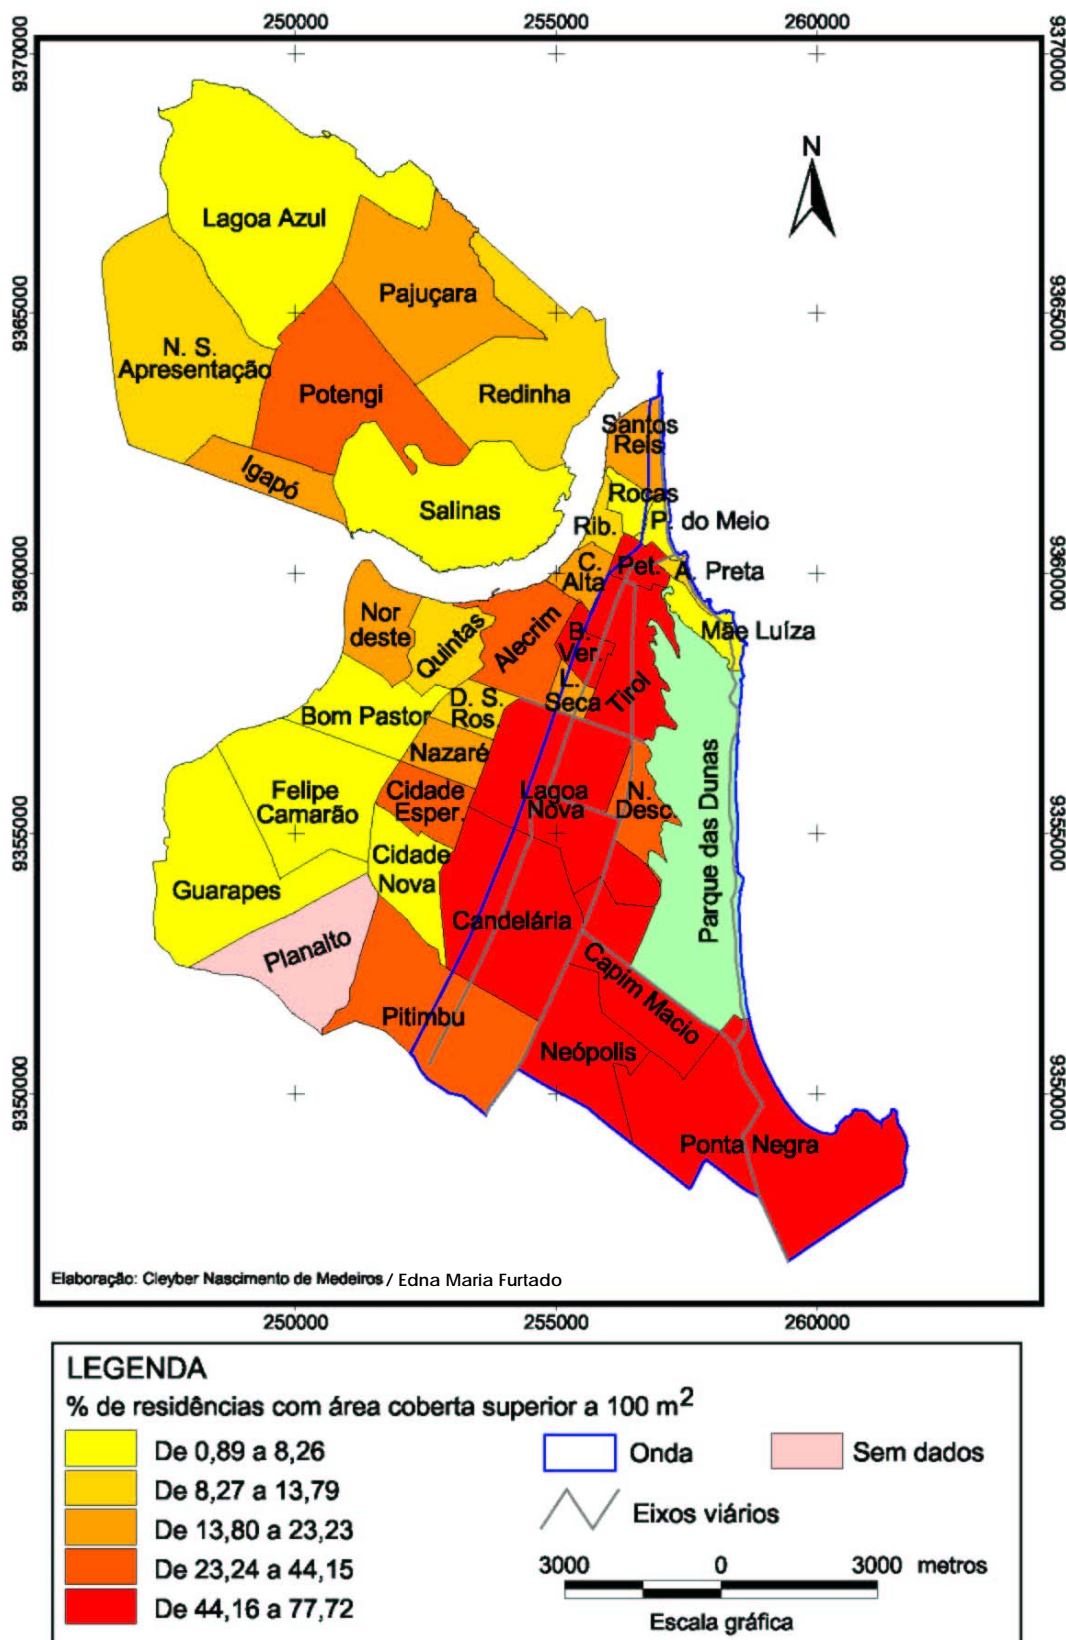 250000 255000 260000
9370000 9370000
N
Lagoa Azul
Pajuçara
9365000 9365000
N. S.
Apresentação
Potengi
Redinha
Santos
Reis
Igapó
Rocas
Salinas
P. do Meio
Rib.
9360000 9360000
C.
Alta
Pet.
A. Preta
Nor
deste
Quintas
Alecrim
B.
Ver.
Mãe Luíza
L.
Seca
Tirol
Bom Pastor
D. S.
Ros.
Nazaré
Parque das Dunas
Felipe
Camarão
Cidade
Esper.
Lagoa
Nova
N.
Desc.
9355000 9355000
Cidade
Nova
Guarapes
Candelária
Planalto
Capim Macio
Pitimbu
Neópolis
9350000 9350000
Ponta Negra
Elaboração: Cleyber Nascimento de Medeiros / Edna Maria Furtado
250000 255000 260000
LEGENDA
% de residências com área coberta superior a 100 m²
De 0,89 a 8,26
De 8,27 a 13,79
De 13,80 a 23,23
De 23,24 a 44,15
De 44,16 a 77,72
Onda
Sem dados
Eixos viários
3000 0 3000 metros
Escala gráfica